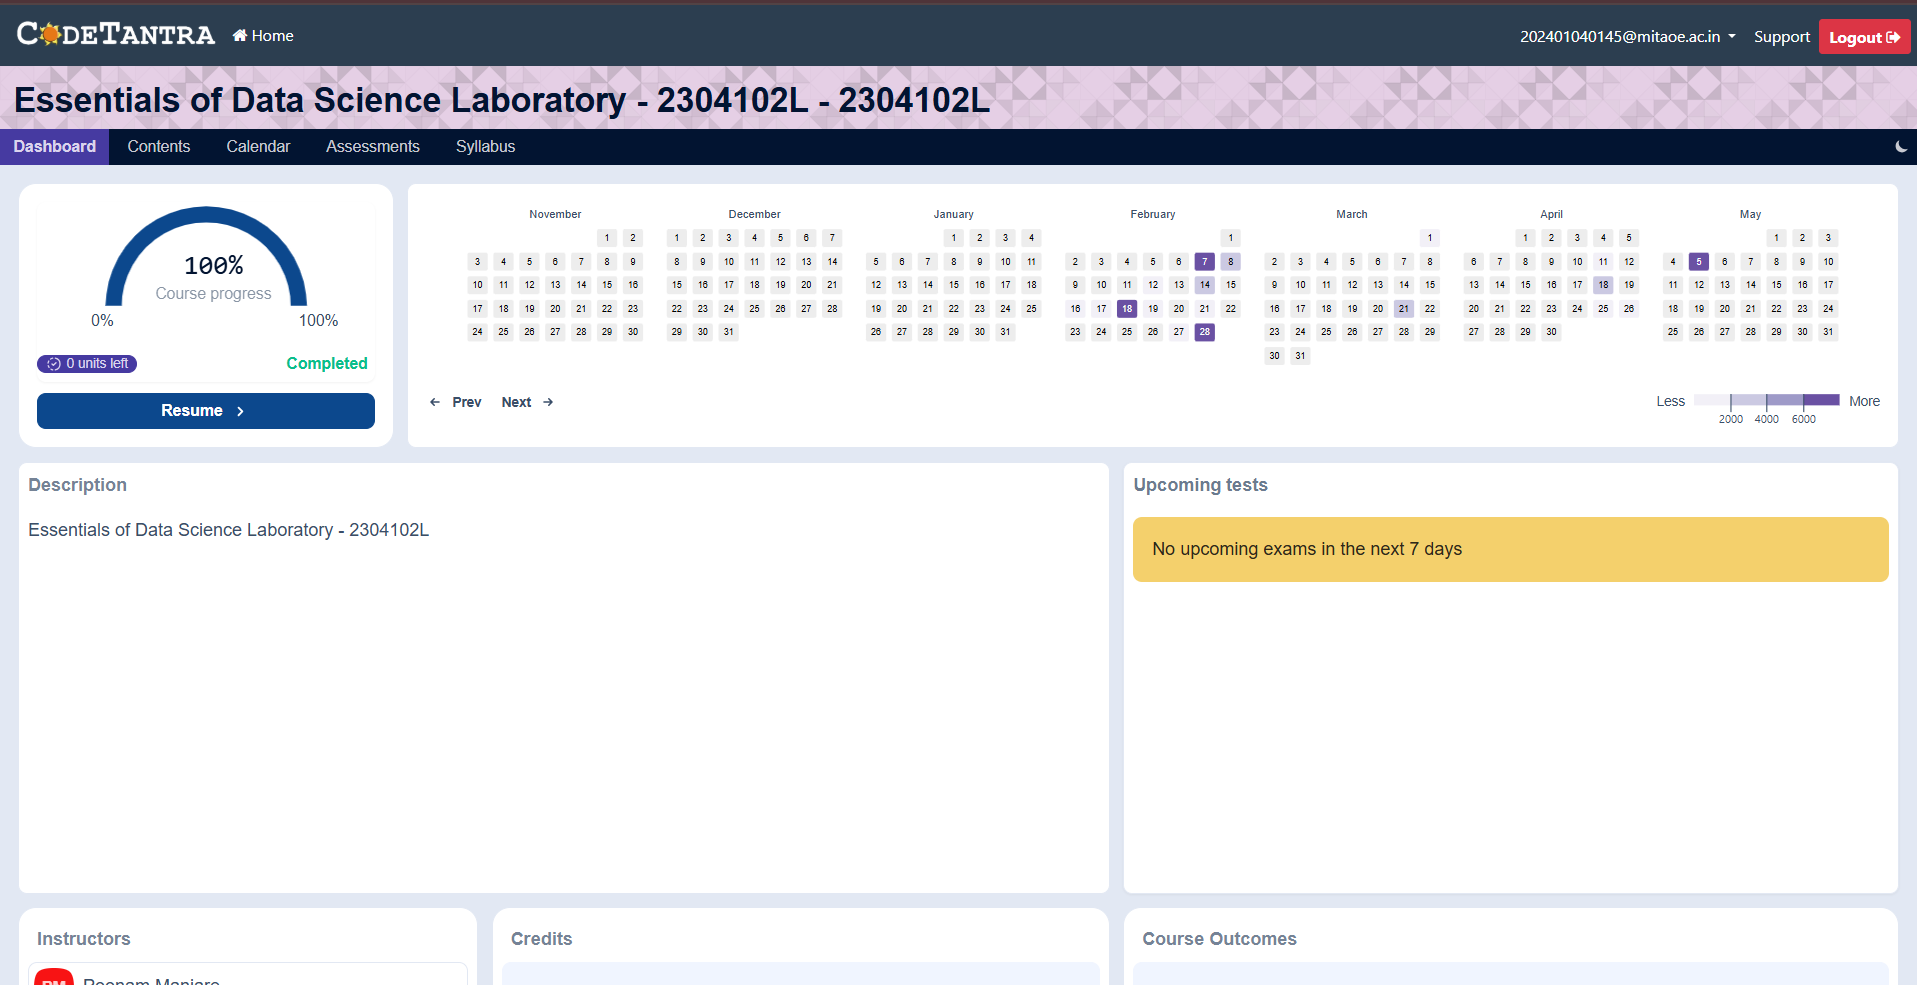 CODETANTRA Home 202401040145@mitaoe.ac.in Support Logout
Essentials of Data Science Laboratory - 2304102L - 2304102L
Dashboard Contents Calendar Assessments Syllabus
100%
Course progress
0% 100%
0 units left Completed
Resume
November
1 2
3 4 5 6 7 8 9
10 11 12 13 14 15 16
17 18 19 20 21 22 23
24 25 26 27 28 29 30
December
1 2 3 4 5 6 7
8 9 10 11 12 13 14
15 16 17 18 19 20 21
22 23 24 25 26 27 28
29 30 31
January
1 2 3 4
5 6 7 8 9 10 11
12 13 14 15 16 17 18
19 20 21 22 23 24 25
26 27 28 29 30 31
February
1
2 3 4 5 6 7 8
9 10 11 12 13 14 15
16 17 18 19 20 21 22
23 24 25 26 27 28
March
1
2 3 4 5 6 7 8
9 10 11 12 13 14 15
16 17 18 19 20 21 22
23 24 25 26 27 28 29
30 31
April
1 2 3 4 5
6 7 8 9 10 11 12
13 14 15 16 17 18 19
20 21 22 23 24 25 26
27 28 29 30
May
1 2 3
4 5 6 7 8 9 10
11 12 13 14 15 16 17
18 19 20 21 22 23 24
25 26 27 28 29 30 31
Prev Next
Less More
2000 4000 6000
Description
Essentials of Data Science Laboratory - 2304102L
Upcoming tests
No upcoming exams in the next 7 days
Instructors
Poonam Manjare
Credits
Course Outcomes